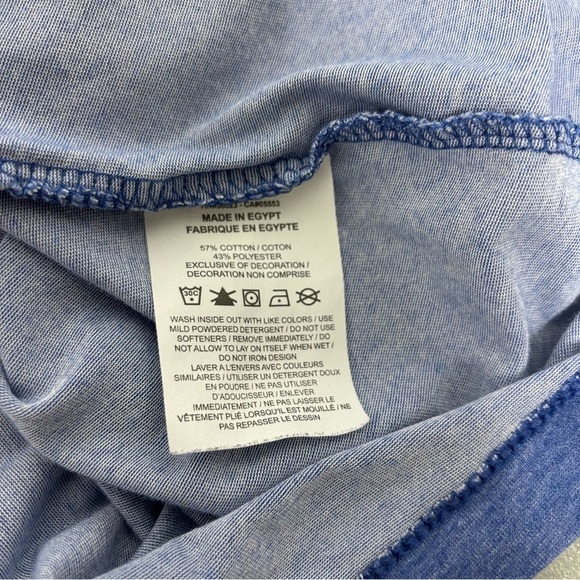 CA#05553
MADE IN EGYPT
FABRIQUE EN EGYPTE
57% COTTON / COTON
43% POLYESTER
EXCLUSIVE OF DECORATION /
DECORATION NON COMPRISE
30C
WASH INSIDE OUT WITH LIKE COLORS / USE
MILD POWDERED DETERGENT / DO NOT USE
SOFTENERS / REMOVE IMMEDIATELY / DO
NOT ALLOW TO LAY ON ITSELF WHEN WET /
DO NOT IRON DESIGN
LAVER A L'ENVERS AVEC COULEURS
SIMILAIRES / UTILISER UN DETERGENT DOUX
EN POUDRE / NE PAS UTILISER
D'ADOUCISSEUR / ENLEVER
IMMEDIATEMENT / NE PAS LAISSER LE
VÊTEMENT PLIÉ LORSQU'IL EST MOUILLÉ / NE
PAS REPASSER LE DESSIN